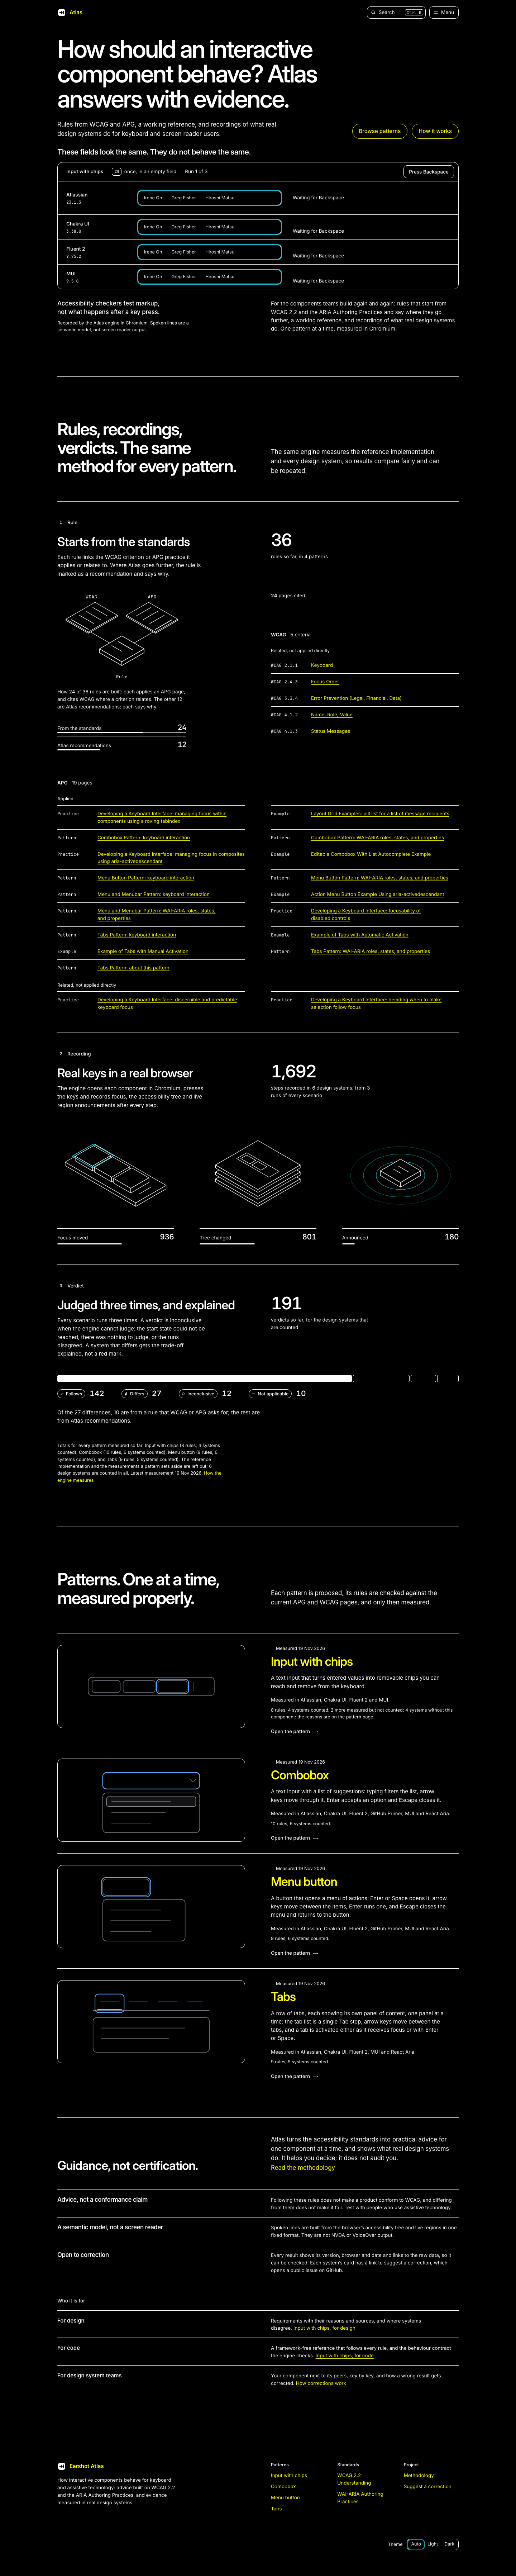 Atlas
Search
Ctrl K
Menu
How should an interactive
component behave? Atlas
answers with evidence.
Rules from WCAG and APG, a working reference, and recordings of what real
design systems do for keyboard and screen reader users.
Browse patterns
How it works
These fields look the same. They do not behave the same.
Input with chips
once, in an empty field
Run 1 of 3
Press Backspace
Atlassian
23.1.3
Irene Oh
Greg Fisher
Hiroshi Matsui
Waiting for Backspace
Chakra UI
3.38.0
Irene Oh
Greg Fisher
Hiroshi Matsui
Waiting for Backspace
Fluent 2
9.75.2
Irene Oh
Greg Fisher
Hiroshi Matsui
Waiting for Backspace
MUI
9.5.0
Irene Oh
Greg Fisher
Hiroshi Matsui
Waiting for Backspace
Accessibility checkers test markup,
not what happens after a key press.
Recorded by the Atlas engine in Chromium. Spoken lines are a
semantic model, not screen reader output.
For the components teams build again and again: rules that start from
WCAG 2.2 and the ARIA Authoring Practices and say where they go
further, a working reference, and recordings of what real design systems
do. One pattern at a time, measured in Chromium.
Rules, recordings,
verdicts. The same
method for every pattern.
The same engine measures the reference implementation
and every design system, so results compare fairly and can
be repeated.
1
Rule
Starts from the standards
Each rule links the WCAG criterion or APG practice it
applies or relates to. Where Atlas goes further, the rule is
marked as a recommendation and says why.
36
rules so far, in 4 patterns
WCAG
APG
Rule
24 pages cited
WCAG 5 criteria
Related, not applied directly
WCAG 2.1.1
Keyboard
WCAG 2.4.3
Focus Order
WCAG 3.3.4
Error Prevention (Legal, Financial, Data)
WCAG 4.1.2
Name, Role, Value
WCAG 4.1.3
Status Messages
How 24 of 36 rules are built: each applies an APG page,
and cites WCAG where a criterion relates. The other 12
are Atlas recommendations; each says why.
From the standards
24
Atlas recommendations
12
APG 19 pages
Applied
Practice
Developing a Keyboard Interface: managing focus within
components using a roving tabindex
Example
Layout Grid Examples: pill list for a list of message recipients
Pattern
Combobox Pattern: keyboard interaction
Pattern
Combobox Pattern: WAI-ARIA roles, states, and properties
Practice
Developing a Keyboard Interface: managing focus in composites
using aria-activedescendant
Example
Editable Combobox With List Autocomplete Example
Pattern
Menu Button Pattern: keyboard interaction
Pattern
Menu Button Pattern: WAI-ARIA roles, states, and properties
Pattern
Menu and Menubar Pattern: keyboard interaction
Example
Action Menu Button Example Using aria-activedescendant
Pattern
Menu and Menubar Pattern: WAI-ARIA roles, states,
and properties
Practice
Developing a Keyboard Interface: focusability of
disabled controls
Pattern
Tabs Pattern: keyboard interaction
Example
Example of Tabs with Automatic Activation
Example
Example of Tabs with Manual Activation
Pattern
Tabs Pattern: WAI-ARIA roles, states, and properties
Pattern
Tabs Pattern: about this pattern
Related, not applied directly
Practice
Developing a Keyboard Interface: discernible and predictable
keyboard focus
Practice
Developing a Keyboard Interface: deciding when to make
selection follow focus
2
Recording
Real keys in a real browser
The engine opens each component in Chromium, presses
the keys and records focus, the accessibility tree and live
region announcements after every step.
1,692
steps recorded in 6 design systems, from 3
runs of every scenario
Focus moved
936
Tree changed
801
Announced
180
3
Verdict
Judged three times, and explained
Every scenario runs three times. A verdict is inconclusive
when the engine cannot judge: the start state could not be
reached, there was nothing to judge, or the runs
disagreed. A system that differs gets the trade-off
explained, not a red mark.
191
verdicts so far, for the design systems that
are counted
Follows
142
Differs
27
Inconclusive
12
Not applicable
10
Of the 27 differences, 10 are from a rule that WCAG or APG asks for; the rest are
from Atlas recommendations.
Totals for every pattern measured so far: Input with chips (8 rules, 4 systems
counted), Combobox (10 rules, 6 systems counted), Menu button (9 rules, 6
systems counted), and Tabs (9 rules, 5 systems counted). The reference
implementation and the measurements a pattern sets aside are left out; 6
design systems are counted in all. Latest measurement 19 Nov 2026. How the
engine measures
Patterns. One at a time,
measured properly.
Each pattern is proposed, its rules are checked against the
current APG and WCAG pages, and only then measured.
Measured 19 Nov 2026
Input with chips
A text input that turns entered values into removable chips you can
reach and remove from the keyboard.
Measured in Atlassian, Chakra UI, Fluent 2 and MUI.
8 rules, 4 systems counted. 2 more measured but not counted; 4 systems without this
component: the reasons are on the pattern page.
Open the pattern →
Measured 19 Nov 2026
Combobox
A text input with a list of suggestions: typing filters the list, arrow
keys move through it, Enter accepts an option and Escape closes it.
Measured in Atlassian, Chakra UI, Fluent 2, GitHub Primer, MUI and React Aria.
10 rules, 6 systems counted.
Open the pattern →
Measured 19 Nov 2026
Menu button
A button that opens a menu of actions: Enter or Space opens it, arrow
keys move between the items, Enter runs one, and Escape closes the
menu and returns to the button.
Measured in Atlassian, Chakra UI, Fluent 2, GitHub Primer, MUI and React Aria.
9 rules, 6 systems counted.
Open the pattern →
Measured 19 Nov 2026
Tabs
A row of tabs, each showing its own panel of content, one panel at a
time: the tab list is a single Tab stop, arrow keys move between the
tabs, and a tab is activated either as it receives focus or with Enter
or Space.
Measured in Atlassian, Chakra UI, Fluent 2, MUI and React Aria.
9 rules, 5 systems counted.
Open the pattern →
Guidance, not certification.
Atlas turns the accessibility standards into practical advice for
one component at a time, and shows what real design systems
do. It helps you decide; it does not audit you.
Read the methodology
Advice, not a conformance claim
Following these rules does not make a product conform to WCAG, and differing
from them does not make it fail. Test with people who use assistive technology.
A semantic model, not a screen reader
Spoken lines are built from the browser's accessibility tree and live regions in one
fixed format. They are not NVDA or VoiceOver output.
Open to correction
Every result shows its version, browser and date and links to the raw data, so it
can be checked. Each system's card has a link to suggest a correction, which
opens a public issue on GitHub.
Who it is for
For design
Requirements with their reasons and sources, and where systems
disagree. Input with chips, for design
For code
A framework-free reference that follows every rule, and the behaviour contract
the engine checks. Input with chips, for code
For design system teams
Your component next to its peers, key by key, and how a wrong result gets
corrected. How corrections work
Earshot Atlas
How interactive components behave for keyboard
and assistive technology: advice built on WCAG 2.2
and the ARIA Authoring Practices, and evidence
measured in real design systems.
Patterns
Input with chips
Combobox
Menu button
Tabs
Standards
WCAG 2.2
Understanding
WAI-ARIA Authoring
Practices
Project
Methodology
Suggest a correction
Theme
Auto
Light
Dark